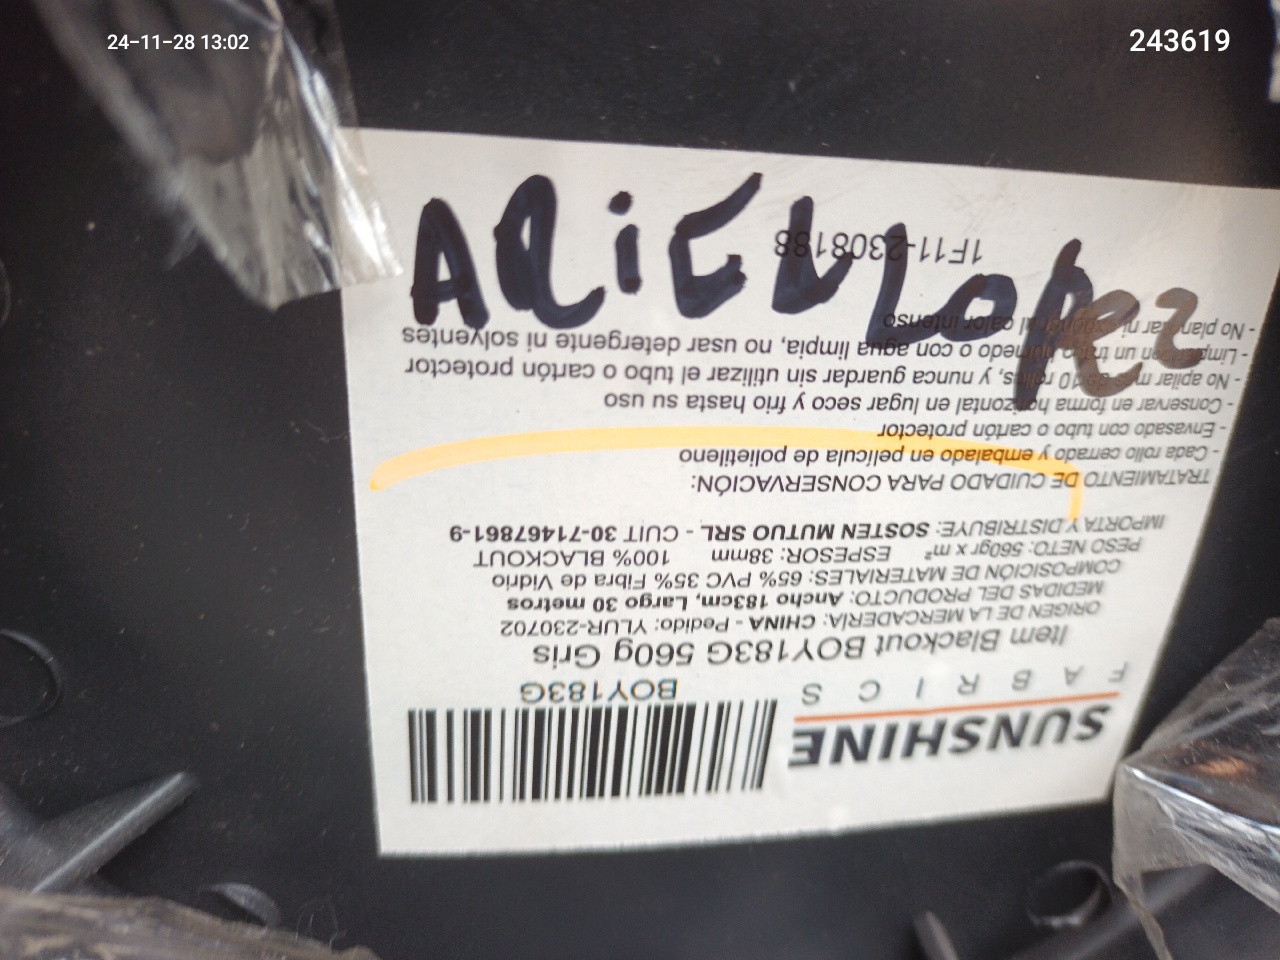 24-11-28 13:02
243619
ARiEL LoPez
SUNSHINE
FABRICS
BOY183G
Item Blackout BOY183G 560g Gris
ORIGEN DE LA MERCADERÍA: CHINA - Pedido: YLUR-230702
MEDIDAS DEL PRODUCTO: Ancho 183cm, Largo 30 metros
COMPOSICIÓN DE MATERIALES: 65% PVC 35% Fibra de Vidrio
PESO NETO: 560gr x m² ESPESOR: 38mm 100% BLACKOUT
IMPORTA Y DISTRIBUYE: SOSTEN MUTUO SRL - CUIT 30-71467861-9
TRATAMIENTO DE CUIDADO PARA CONSERVACIÓN:
- Cada rollo cerrado y embalado en película de polietileno
- Envasado con tubo o cartón protector
- Conservar en forma horizontal en lugar seco y frio hasta su uso
- No apilar más de 10 rollos, y nunca guardar sin utilizar el tubo o cartón protector
- Limpiar con un trapo húmedo o con agua limpia, no usar detergente ni solventes
- No planchar ni exponer al calor intenso
1F11-2308188